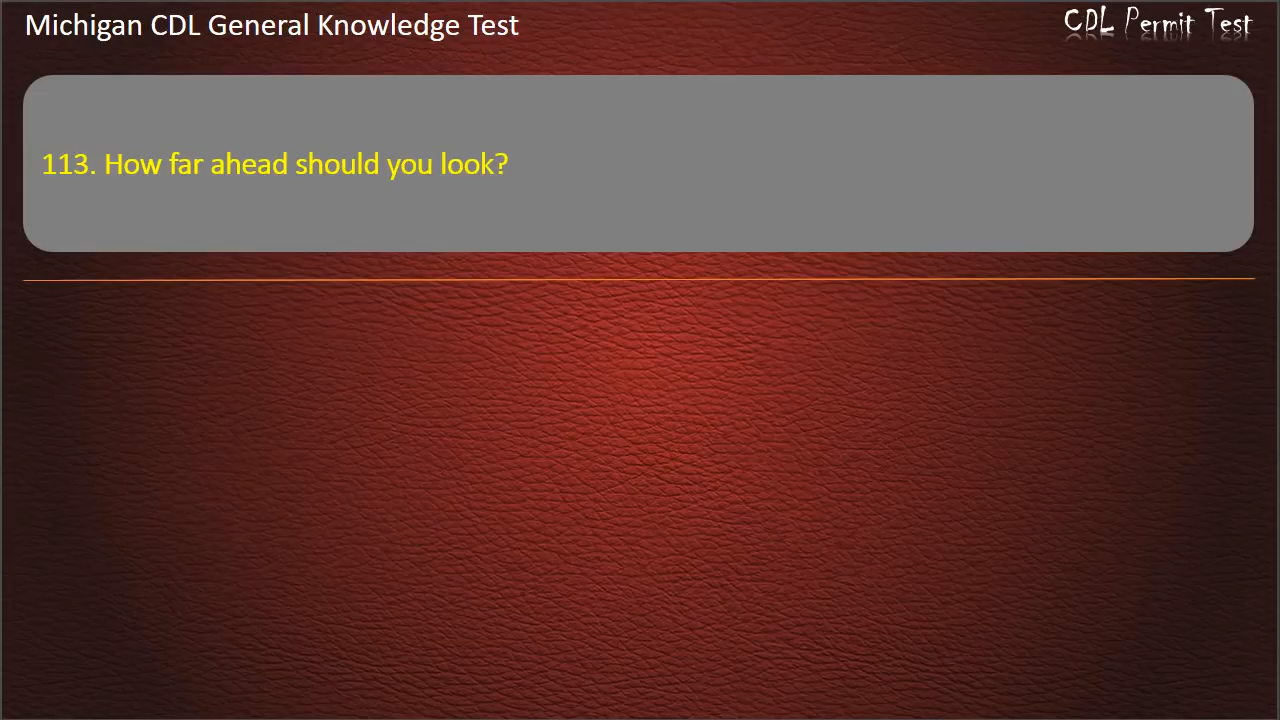 Michigan CDL General Knowledge Test
CDL Permit Test
113. How far ahead should you look?